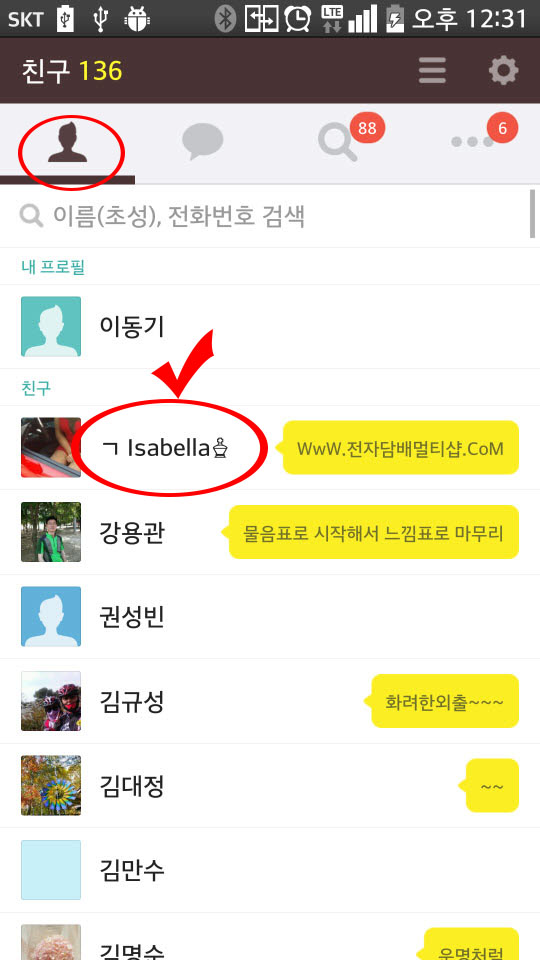 SKT LTE 오후 12:31
친구 136
88 6
이름(초성), 전화번호 검색
내 프로필
이동기
친구
ㄱ Isabella♔ WwW.전자담배멀티샵.CoM
강용관 물음표로 시작해서 느낌표로 마무리
권성빈
김규성 화려한외출~~~
김대정 ~~
김만수
김명수 운명처럼